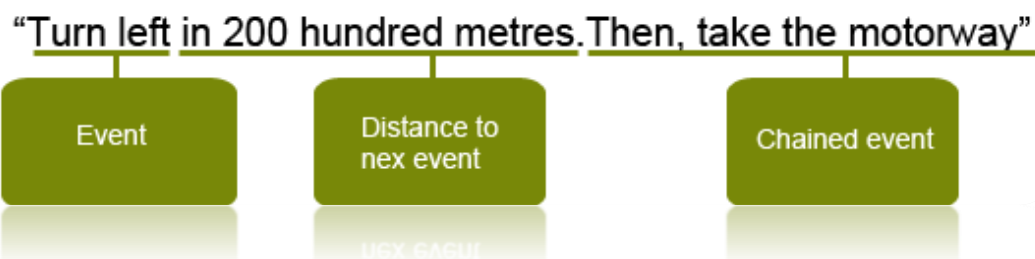 “Turn left in 200 hundred metres.Then, take the motorway”
Event
Distance to
nex event
Chained event